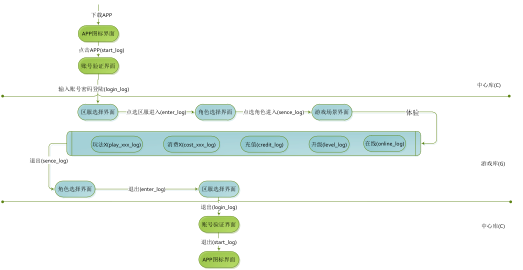 下载APP
APP图标界面
点击APP(start_log)
账号验证界面
输入账号密码登陆(login_log)
中心库(C)
区服选择界面
点选区服进入(enter_log)
角色选择界面
点选角色进入(sence_log)
游戏场景界面
体验
玩法X(play_xxx_log)
消费X(cost_xxx_log)
充值(credit_log)
升级(level_log)
在线(online_log)
退出(sence_log)
游戏库(G)
角色选择界面
退出(enter_log)
区服选择界面
退出(login_log)
中心库(C)
账号验证界面
退出(start_log)
APP图标界面